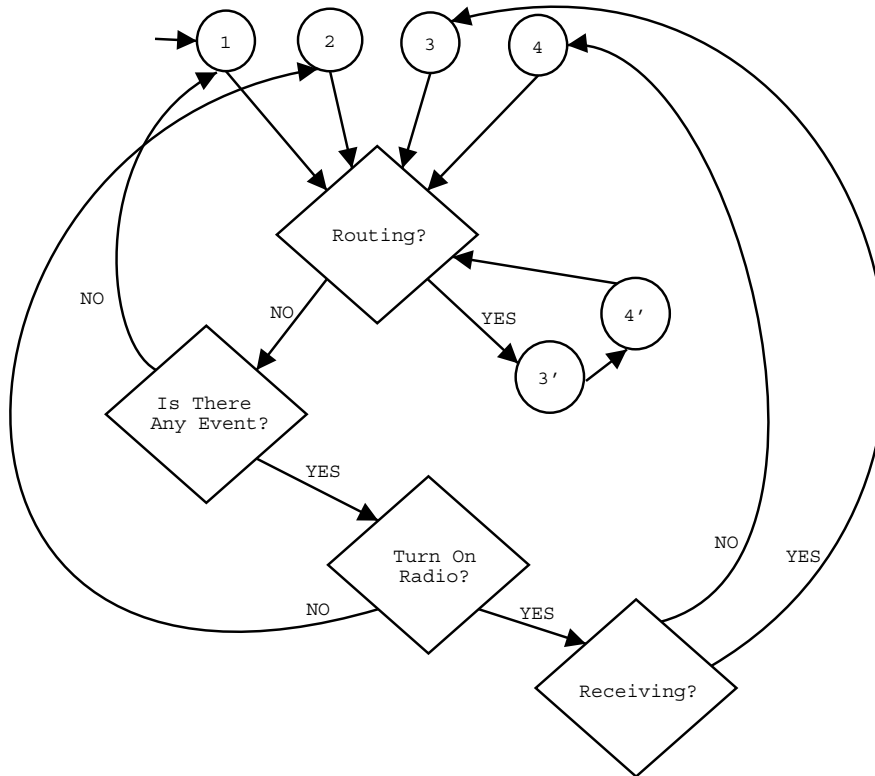 1
2
3
4
Routing?
NO
NO
YES
4’
3’
Is There
Any Event?
YES
Turn On
Radio?
NO
YES
NO
YES
Receiving?